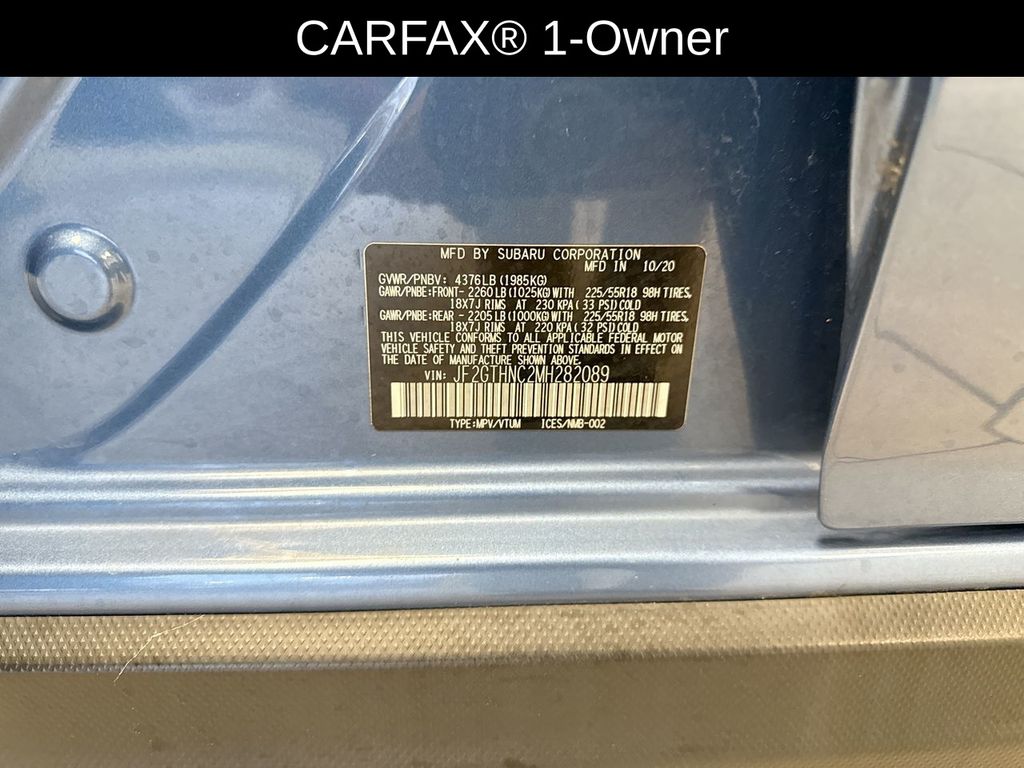 CARFAX® 1-Owner
MFD BY SUBARU CORPORATION
MFD IN 10/20
GVWR/PNBV: 4376LB(1985KG)
GAWR/PNBE:FRONT-2260LB(1025KG)WITH 225/55R18 98H TIRES,
18X7J RIMS AT 230 KPA(33 PSI)COLD
GAWR/PNBE:REAR -2205LB(1000KG)WITH 225/55R18 98H TIRES,
18X7J RIMS AT 220 KPA(32 PSI)COLD
THIS VEHICLE CONFORMS TO ALL APPLICABLE FEDERAL MOTOR
VEHICLE SAFETY AND THEFT PREVENTION STANDARDS IN EFFECT ON
THE DATE OF MANUFACTURE SHOWN ABOVE.
VIN: JF2GTHNC2MH282089
TYPE:MPV/VTUM ICES/NMB-002